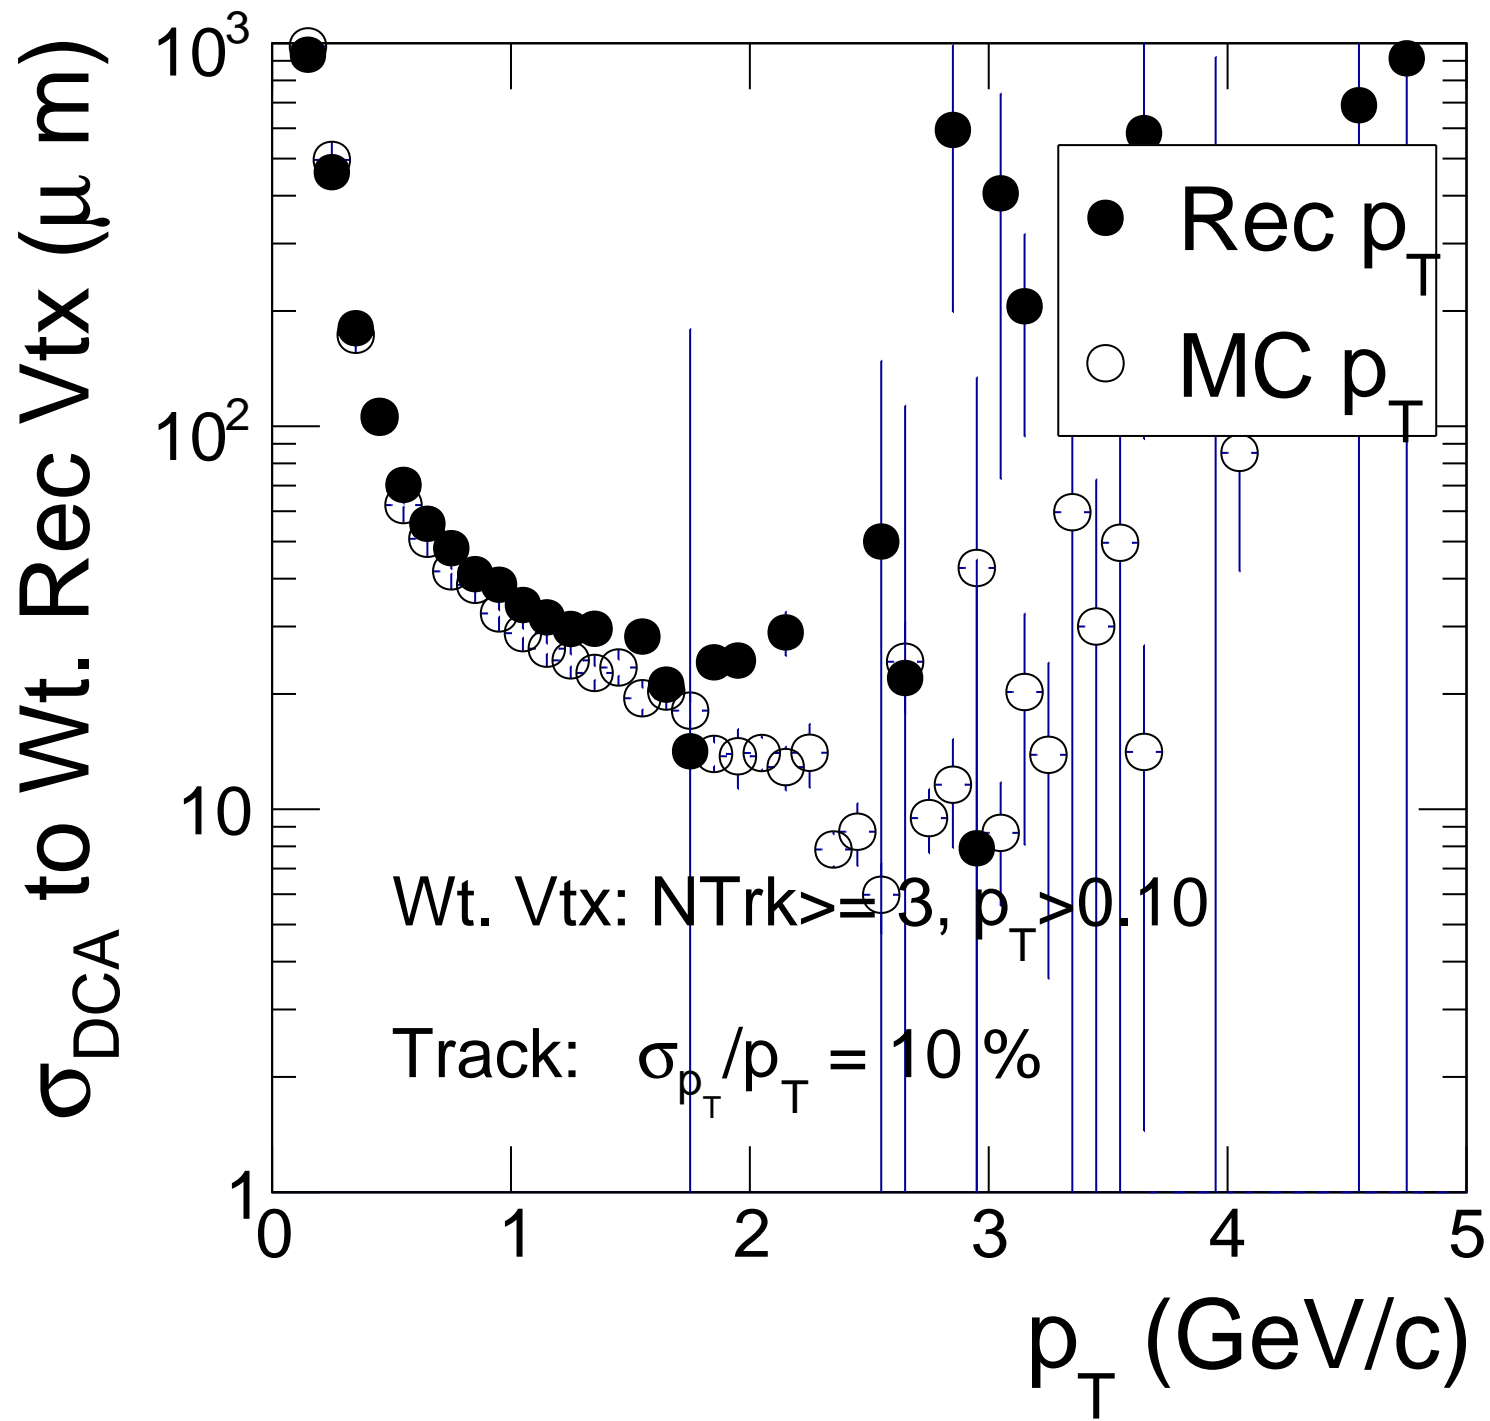 σDCA to Wt. Rec Vtx (μ m)
10³
10²
10
1
Rec pT
MC pT
Wt. Vtx: NTrk>= 3, pT>0.10
Track: σpT/pT = 10 %
0 1 2 3 4 5
pT (GeV/c)